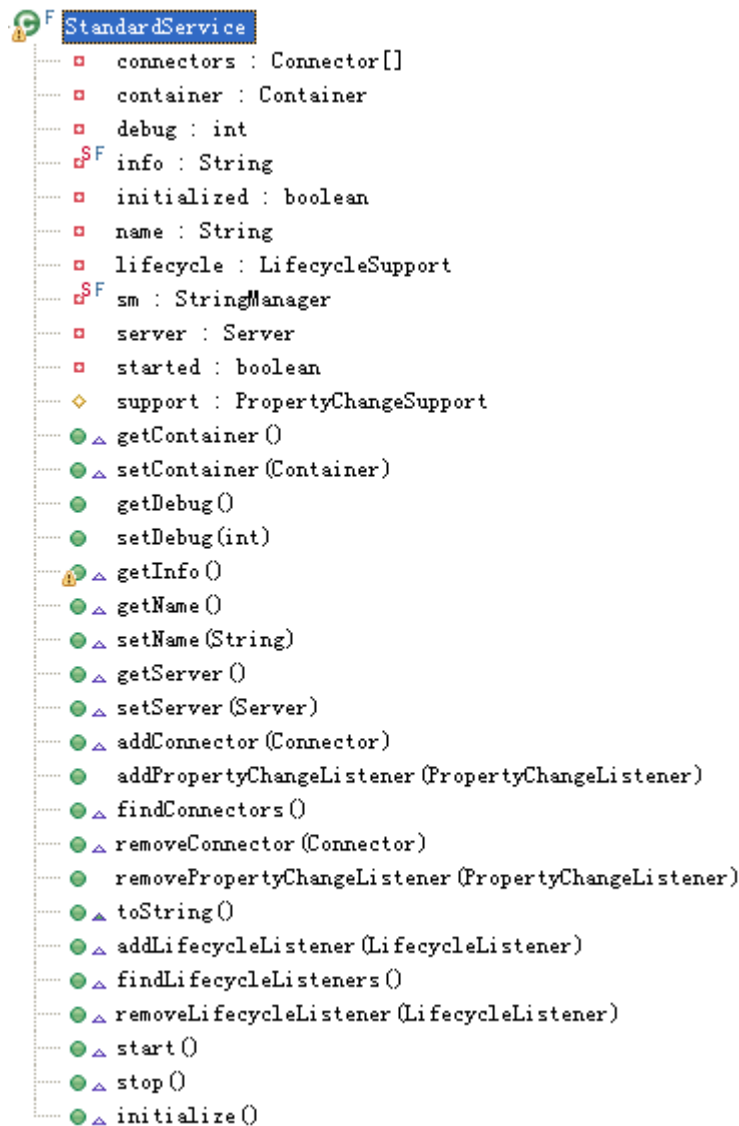 F StandardService
connectors : Connector[]
container : Container
debug : int
S F info : String
initialized : boolean
name : String
lifecycle : LifecycleSupport
S F sm : StringManager
server : Server
started : boolean
support : PropertyChangeSupport
getContainer()
setContainer(Container)
getDebug()
setDebug(int)
getInfo()
getName()
setName(String)
getServer()
setServer(Server)
addConnector(Connector)
addPropertyChangeListener(PropertyChangeListener)
findConnectors()
removeConnector(Connector)
removePropertyChangeListener(PropertyChangeListener)
toString()
addLifecycleListener(LifecycleListener)
findLifecycleListeners()
removeLifecycleListener(LifecycleListener)
start()
stop()
initialize()